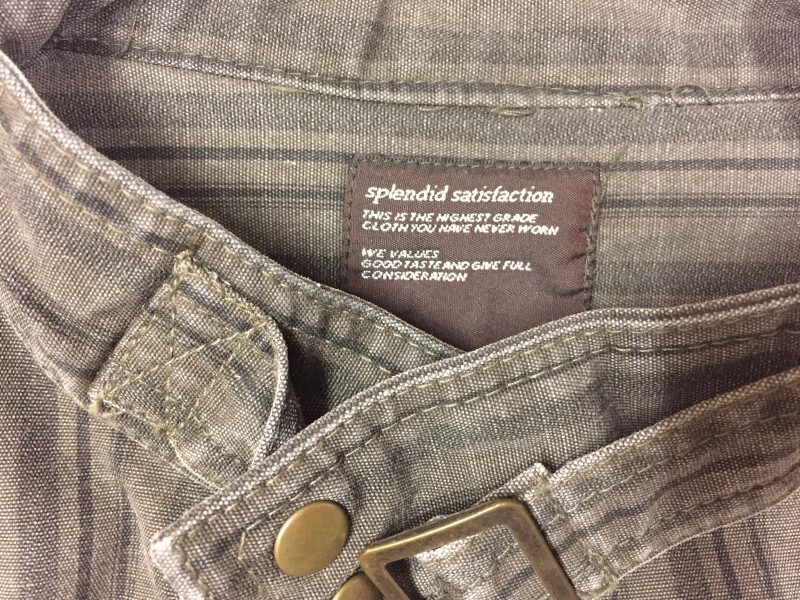 splendid satisfaction
THIS IS THE HIGHEST GRADE
CLOTH YOU HAVE NEVER WORN
WE VALUES
GOOD TASTE AND GIVE FULL
CONSIDERATION